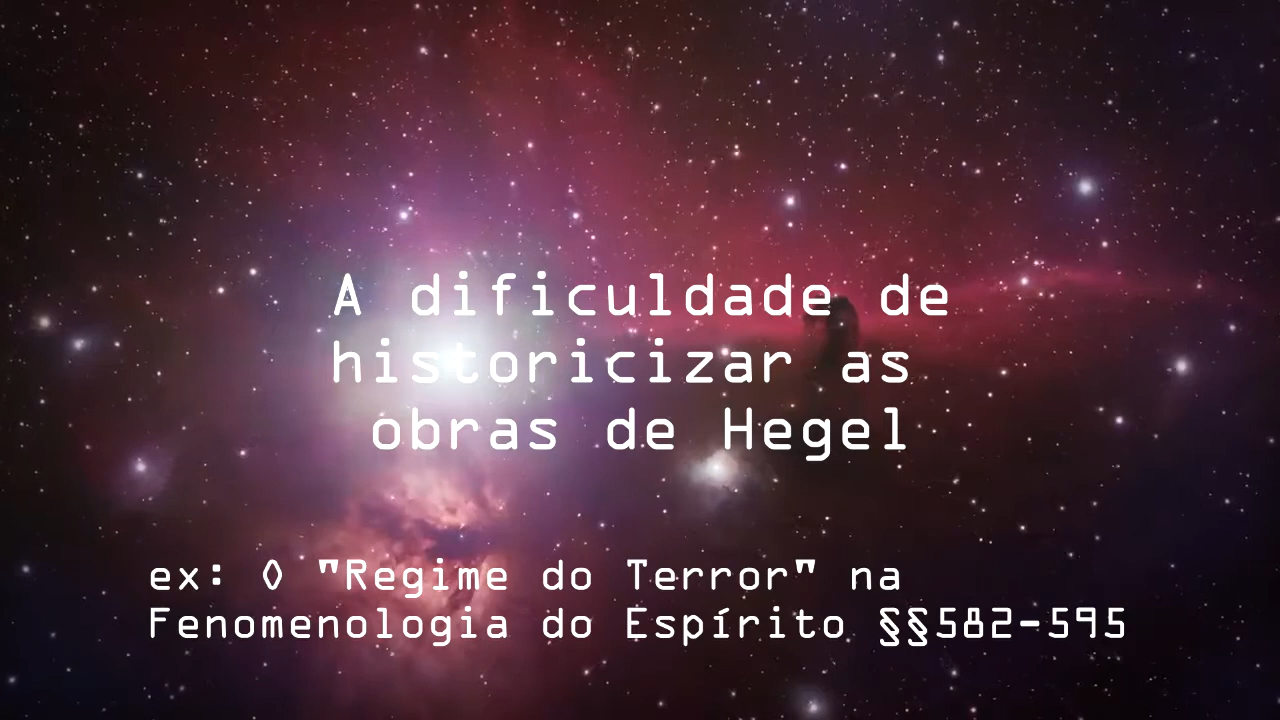 A dificuldade de
historicizar as
obras de Hegel
ex: O "Regime do Terror" na
Fenomenologia do Espírito §§582-595